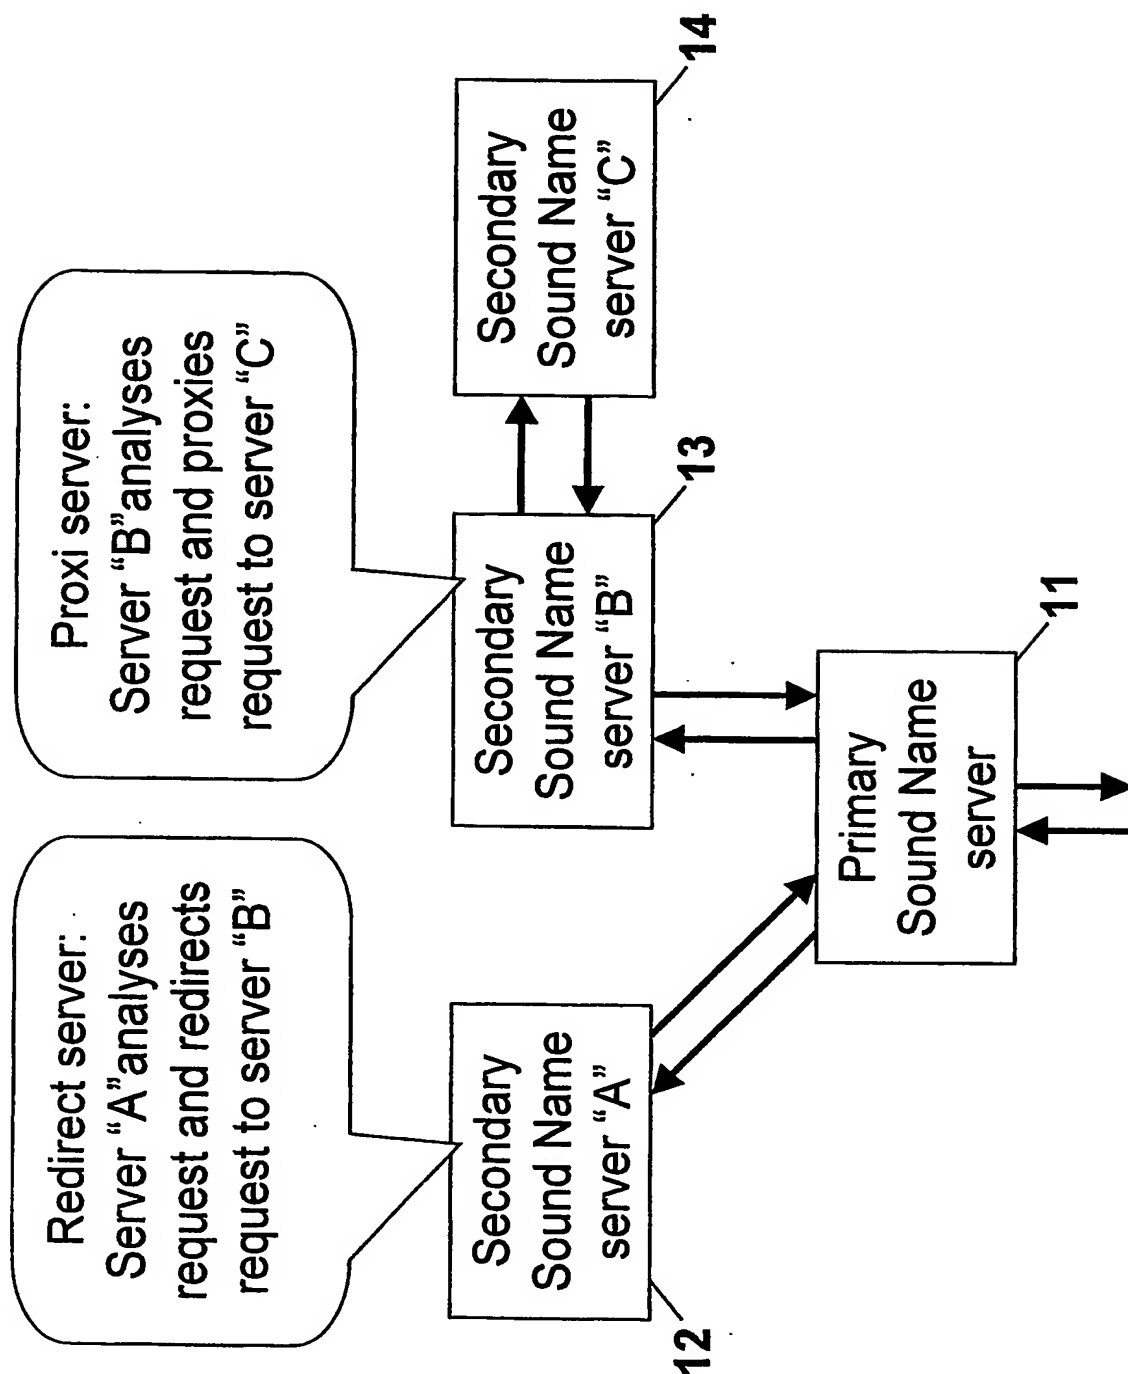 Redirect server:
Server “A”analyses
request and redirects
request to server “B”
Proxi server:
Server “B”analyses
request and proxies
request to server “C”
Secondary
Sound Name
server “A”
12
Secondary
Sound Name
server “B”
13
Secondary
Sound Name
server “C”
14
Primary
Sound Name
server
11